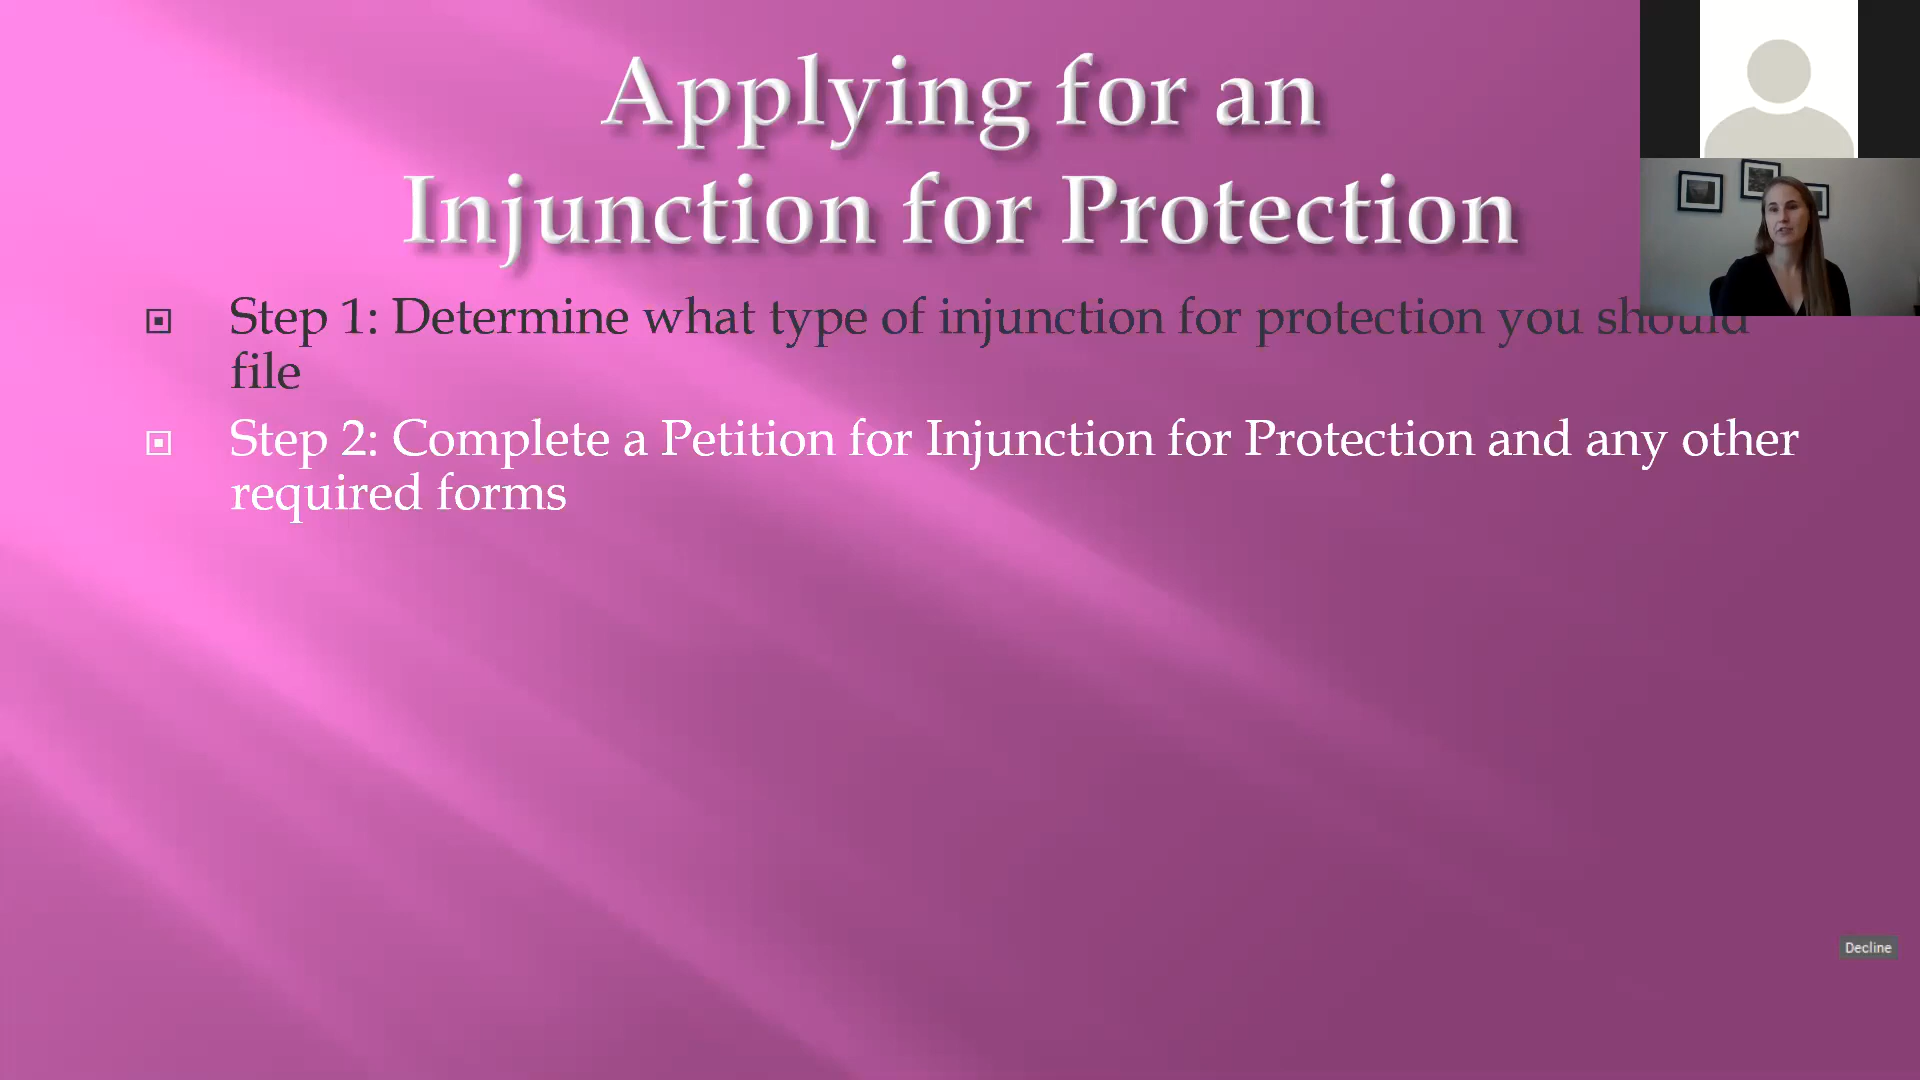 Applying for an
Injunction for Protection
Step 1: Determine what type of injunction for protection you should
file
Step 2: Complete a Petition for Injunction for Protection and any other
required forms
Decline